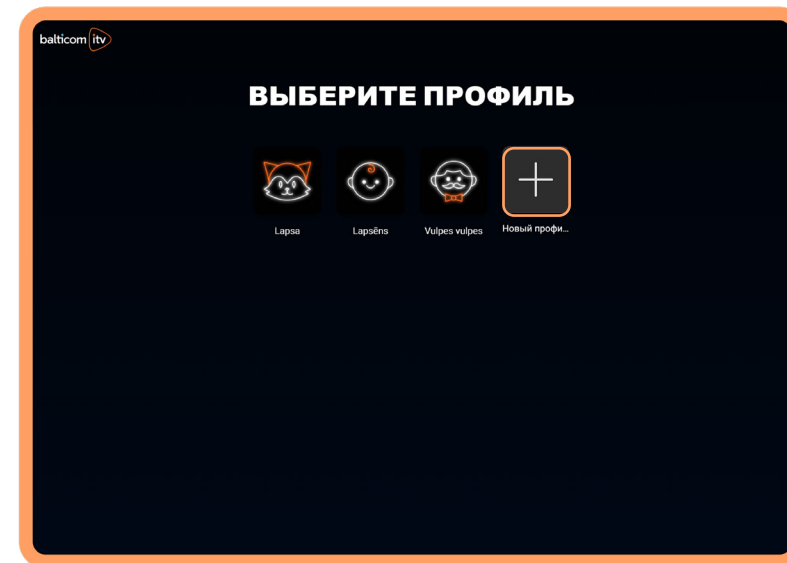 balticom itv
ВЫБЕРИТЕ ПРОФИЛЬ
Lapsa
Lapsēns
Vulpes vulpes
Новый профи...